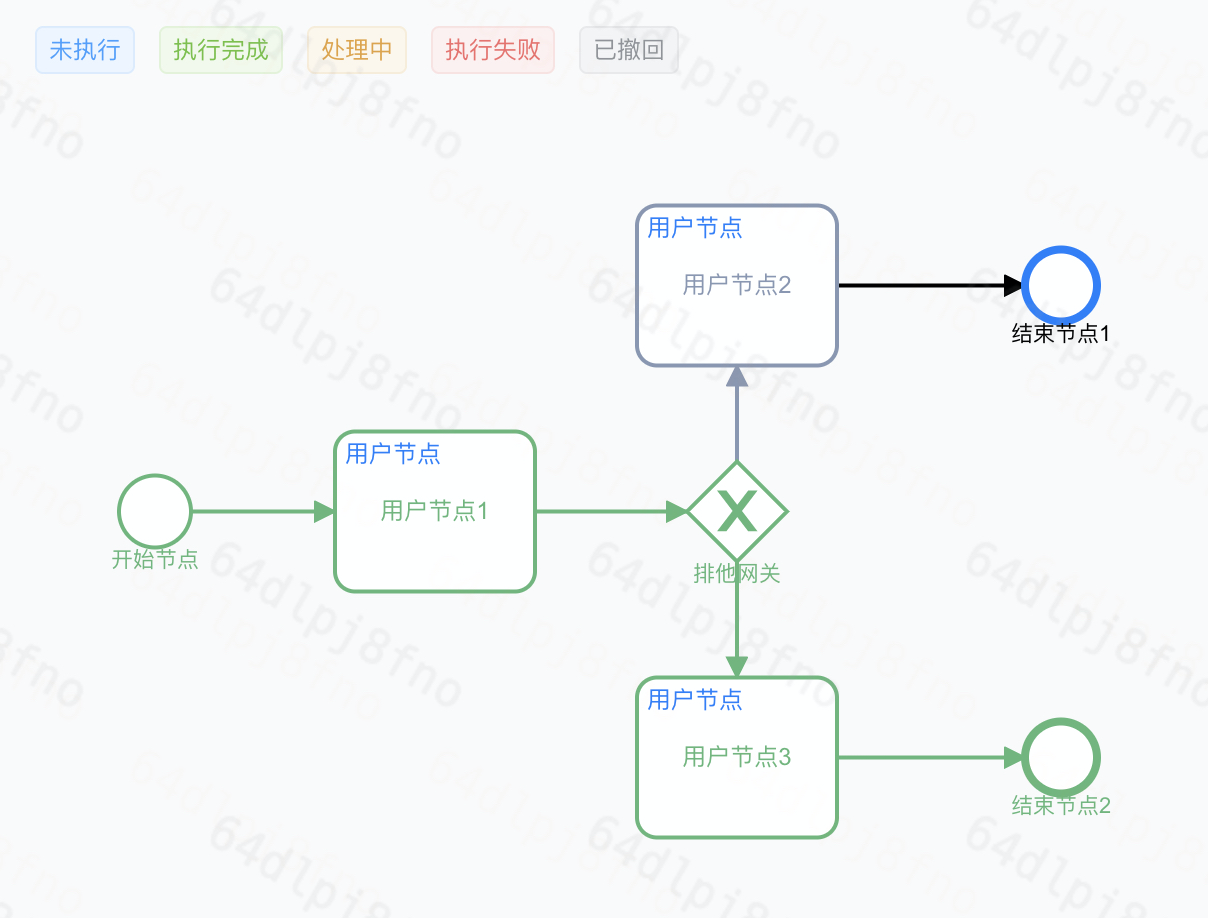 未执行 执行完成 处理中 执行失败 已撤回
用户节点
用户节点2
结束节点1
用户节点
用户节点1
开始节点
X
排他网关
用户节点
用户节点3
结束节点2
64dlpj8fno